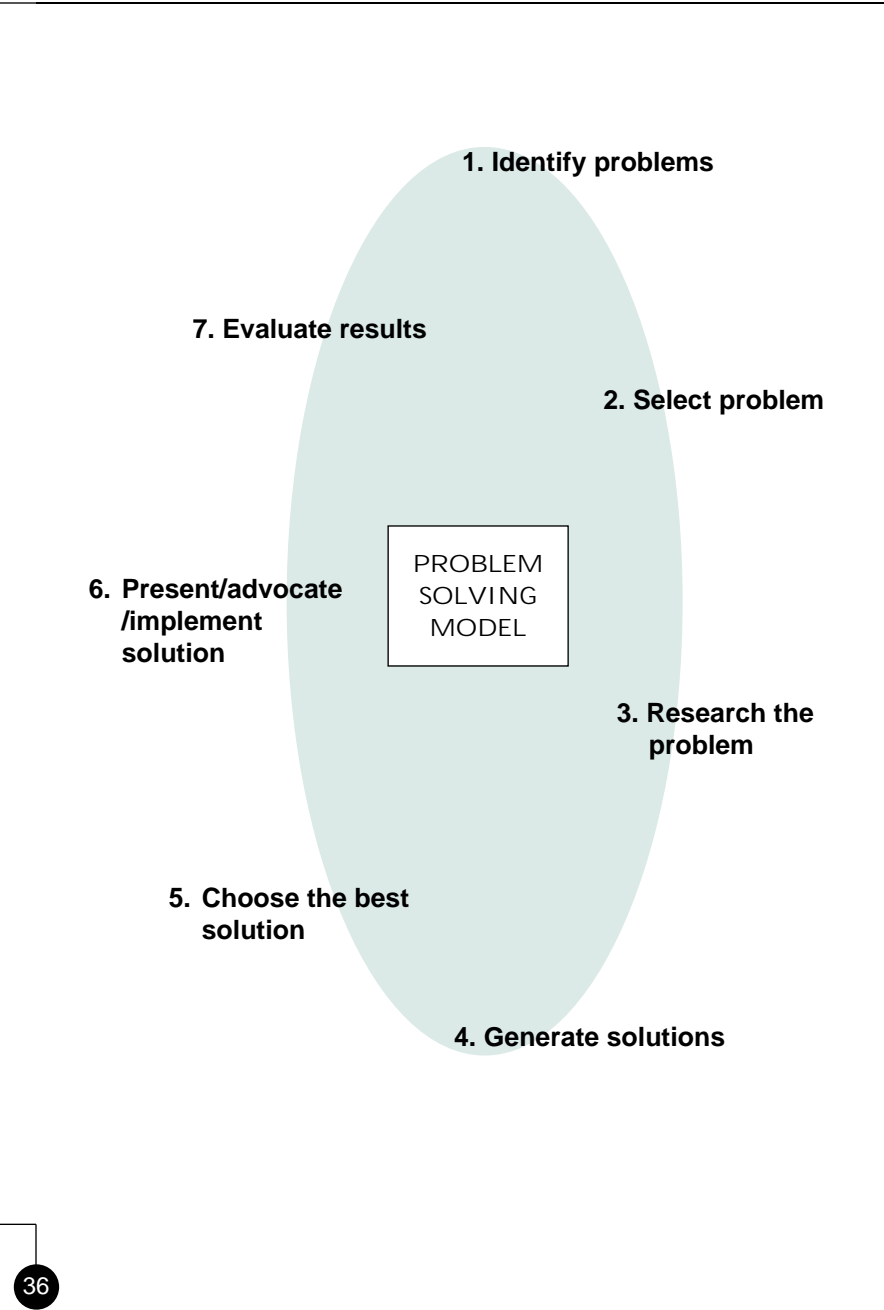 1. Identify problems
7. Evaluate results
2. Select problem
PROBLEM
SOLVING
MODEL
6. Present/advocate
/implement
solution
3. Research the
problem
5. Choose the best
solution
4. Generate solutions
36